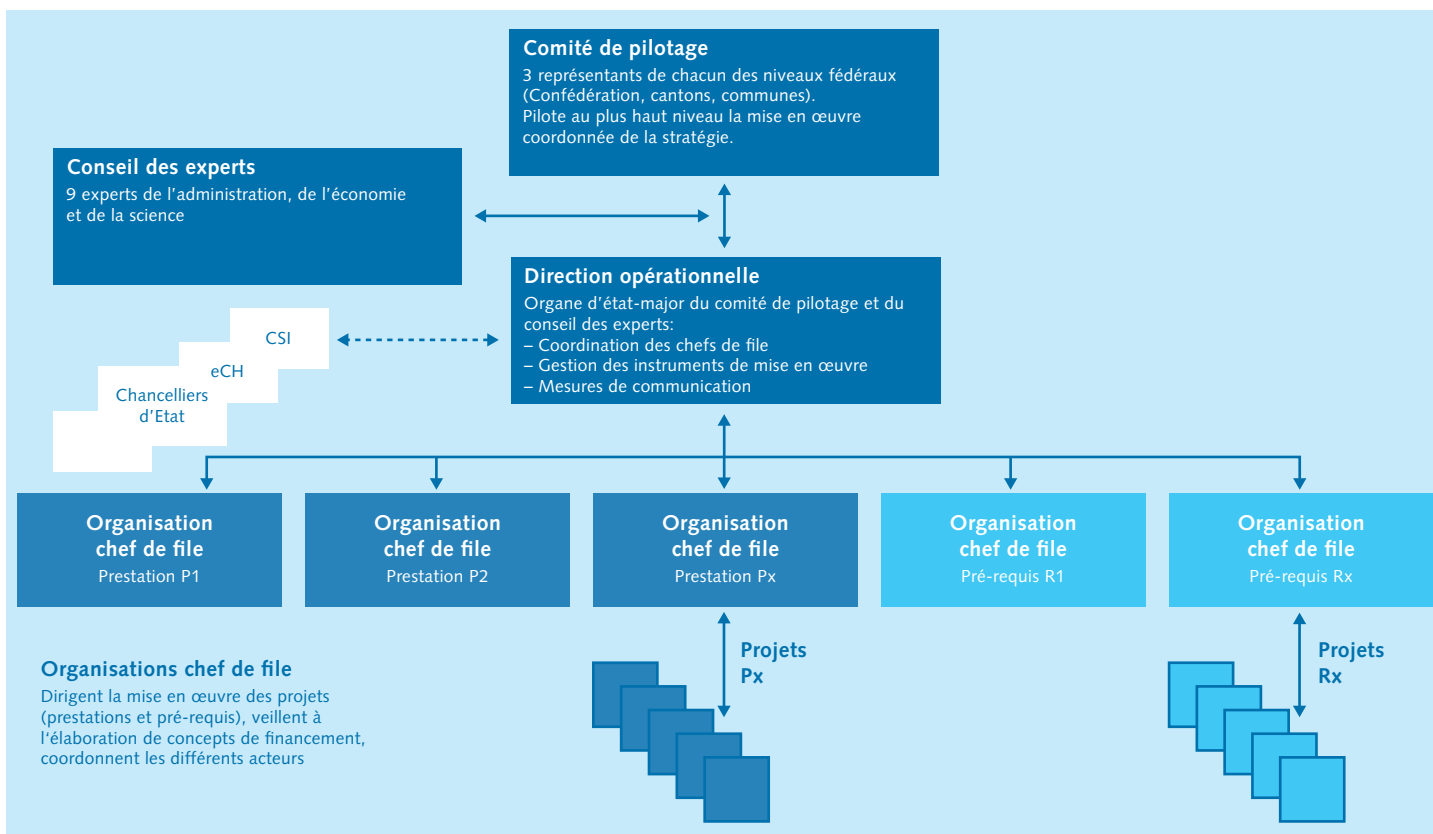 Comité de pilotage
3 représentants de chacun des niveaux fédéraux
(Confédération, cantons, communes).
Pilote au plus haut niveau la mise en œuvre
coordonnée de la stratégie.
Conseil des experts
9 experts de l'administration, de l'économie
et de la science
Direction opérationnelle
Organe d'état-major du comité de pilotage et du
conseil des experts:
– Coordination des chefs de file
– Gestion des instruments de mise en œuvre
– Mesures de communication
CSI
eCH
Chancelliers
d'Etat
Organisation
chef de file
Prestation P1
Organisation
chef de file
Prestation P2
Organisation
chef de file
Prestation Px
Organisation
chef de file
Pré-requis R1
Organisation
chef de file
Pré-requis Rx
Organisations chef de file
Dirigent la mise en œuvre des projets
(prestations et pré-requis), veillent à
l'élaboration de concepts de financement,
coordonnent les différents acteurs
Projets
Px
Projets
Rx